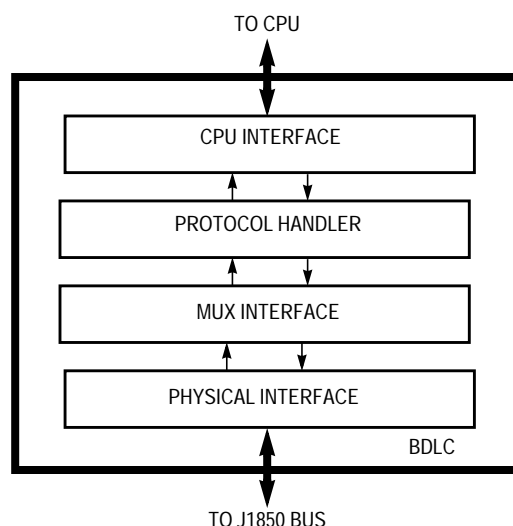 TO CPU
CPU INTERFACE
PROTOCOL HANDLER
MUX INTERFACE
PHYSICAL INTERFACE
BDLC
TO J1850 BUS